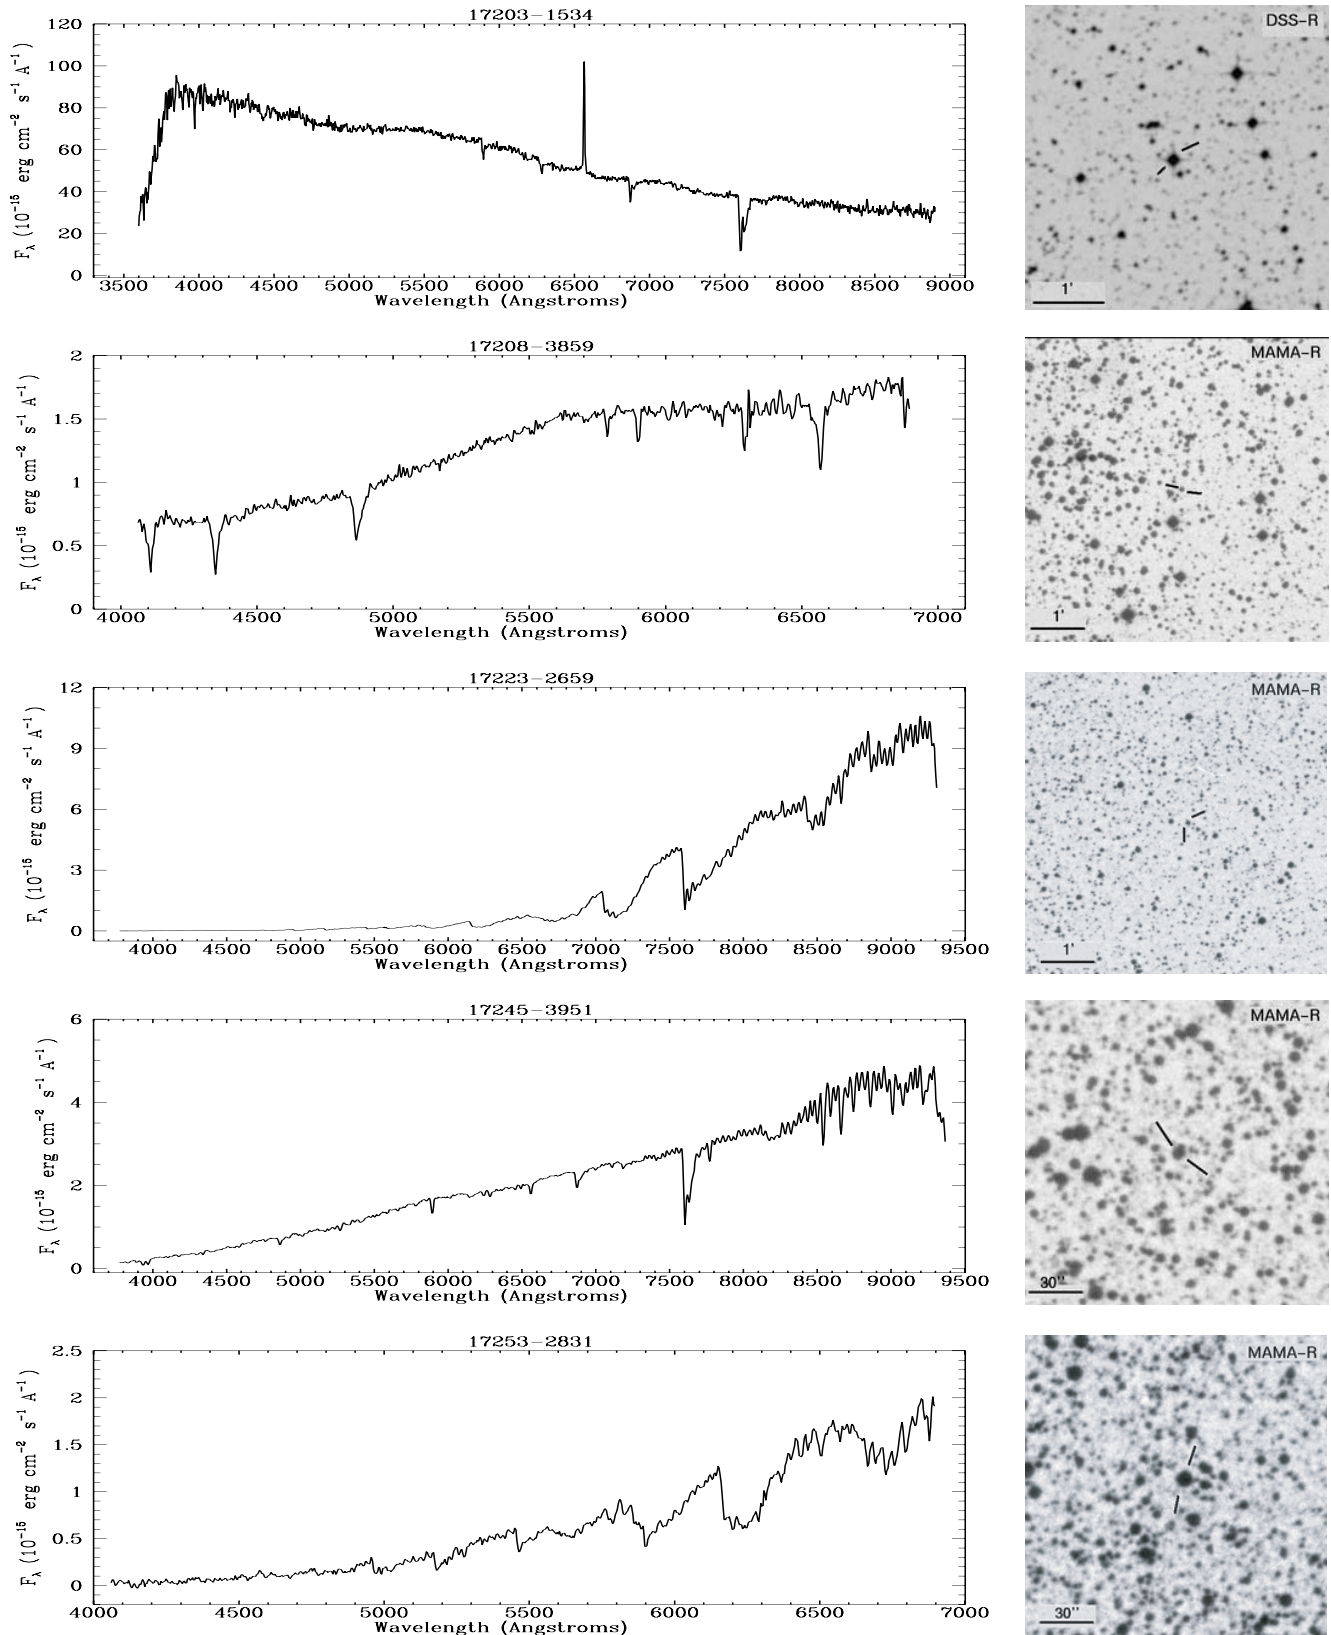 17203-1534
120
100
80
60
40
20
0
F_λ (10^-15 erg cm^-2 s^-1 A^-1)
3500 4000 4500 5000 5500 6000 6500 7000 7500 8000 8500 9000
Wavelength (Angstroms)
DSS-R
1'
17208-3859
2
1.5
1
0.5
0
F_λ (10^-15 erg cm^-2 s^-1 A^-1)
4000 4500 5000 5500 6000 6500 7000
Wavelength (Angstroms)
MAMA-R
1'
17223-2659
12
9
6
3
0
F_λ (10^-15 erg cm^-2 s^-1 A^-1)
4000 4500 5000 5500 6000 6500 7000 7500 8000 8500 9000 9500
Wavelength (Angstroms)
MAMA-R
1'
17245-3951
6
4
2
0
F_λ (10^-15 erg cm^-2 s^-1 A^-1)
4000 4500 5000 5500 6000 6500 7000 7500 8000 8500 9000 9500
Wavelength (Angstroms)
MAMA-R
30''
17253-2831
2.5
2
1.5
1
0.5
0
F_λ (10^-15 erg cm^-2 s^-1 A^-1)
4000 4500 5000 5500 6000 6500 7000
Wavelength (Angstroms)
MAMA-R
30''